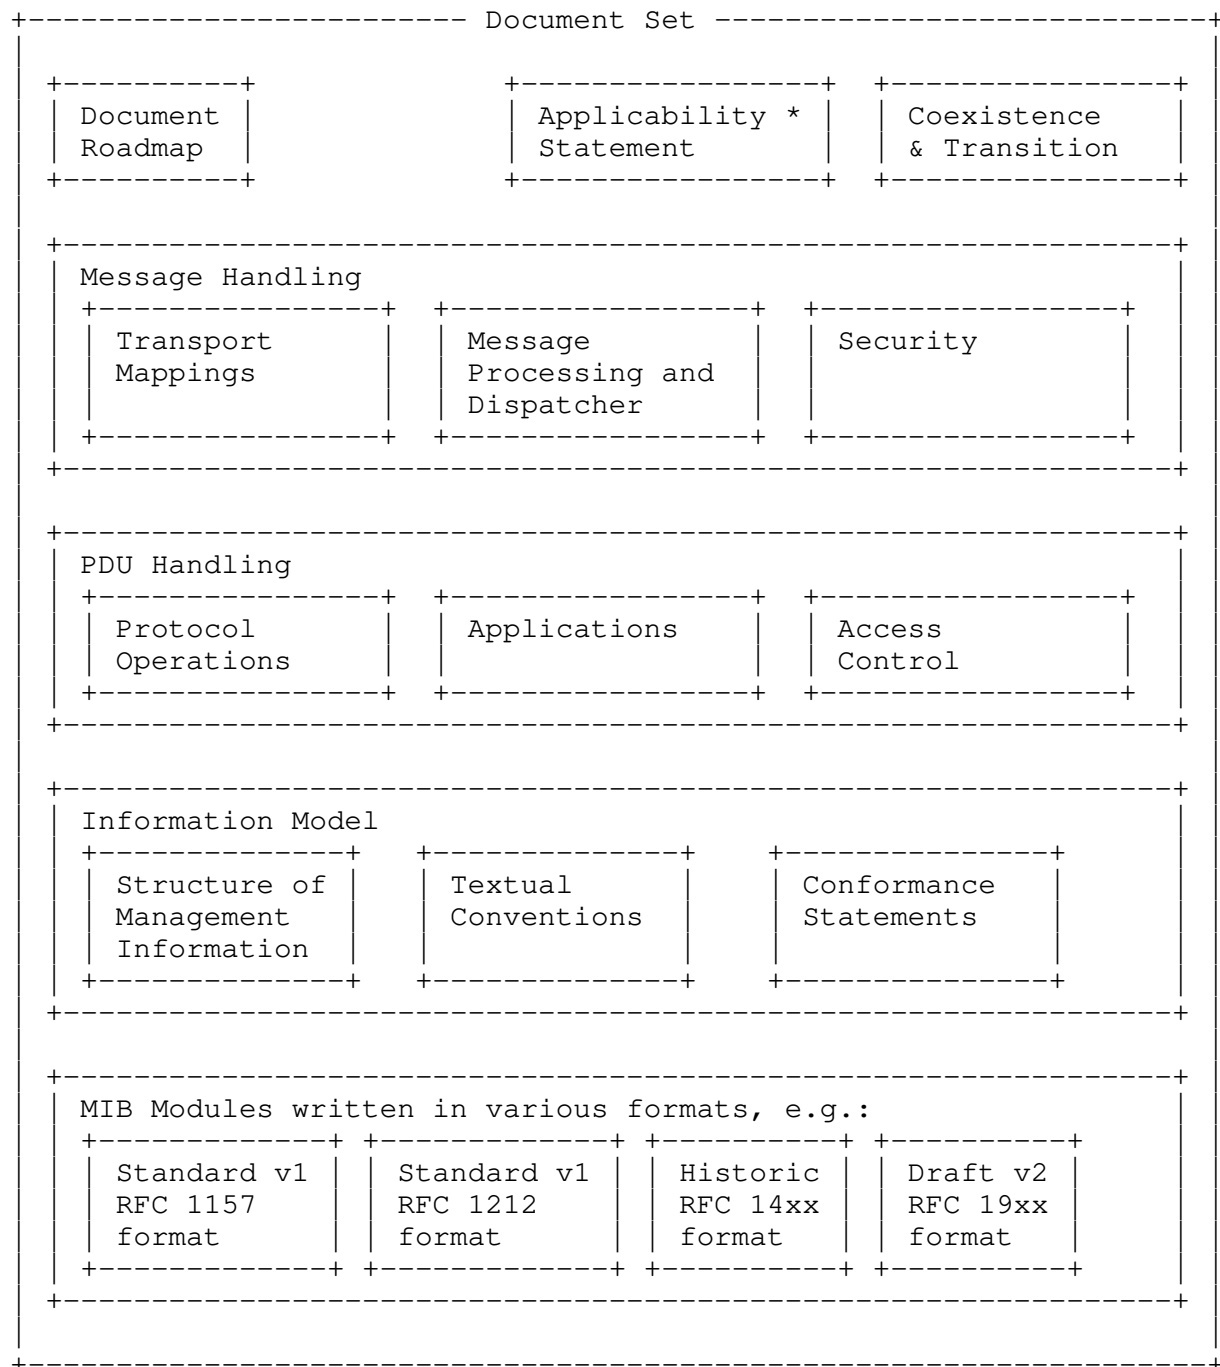 Document Set
Document Applicability * Coexistence
Roadmap Statement & Transition
Message Handling
Transport Message Security
Mappings Processing and
Dispatcher
PDU Handling
Protocol Applications Access
Operations Control
Information Model
Structure of Textual Conformance
Management Conventions Statements
Information
MIB Modules written in various formats, e.g.:
Standard v1 Standard v1 Historic Draft v2
RFC 1157 RFC 1212 RFC 14xx RFC 19xx
format format format format